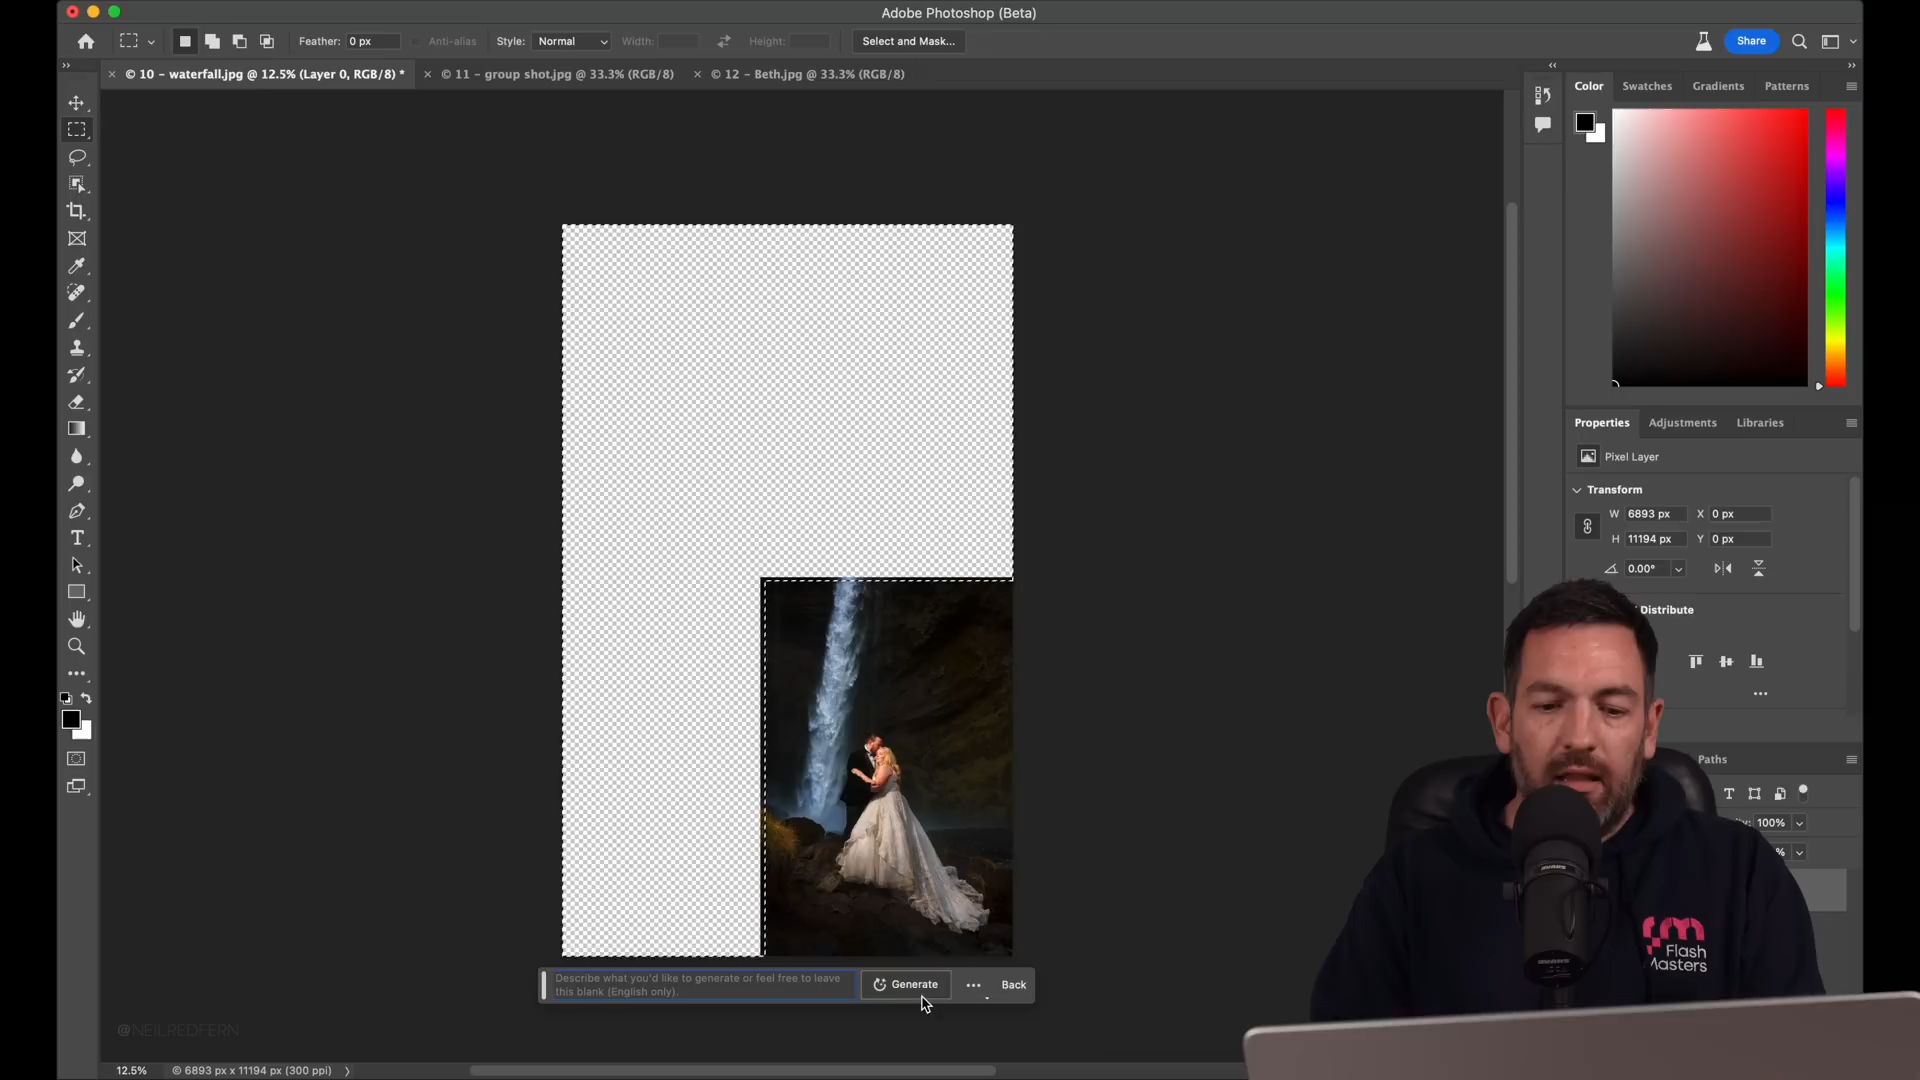 Adobe Photoshop (Beta)
Feather: 0 px Anti-alias Style: Normal Width: Height: Select and Mask... Share
× © 10 – waterfall.jpg @ 12.5% (Layer 0, RGB/8) * × © 11 – group shot.jpg @ 33.3% (RGB/8) × © 12 – Beth.jpg @ 33.3% (RGB/8)
Color Swatches Gradients Patterns
Properties Adjustments Libraries
Pixel Layer
Transform
W 6893 px X 0 px
H 11194 px Y 0 px
0.00°
Distribute
Paths
100%
%
Flash
Masters
Describe what you'd like to generate or feel free to leave
this blank (English only).
Generate
Back
@NEILREDFERN
12.5% © 6893 px x 11194 px (300 ppi)